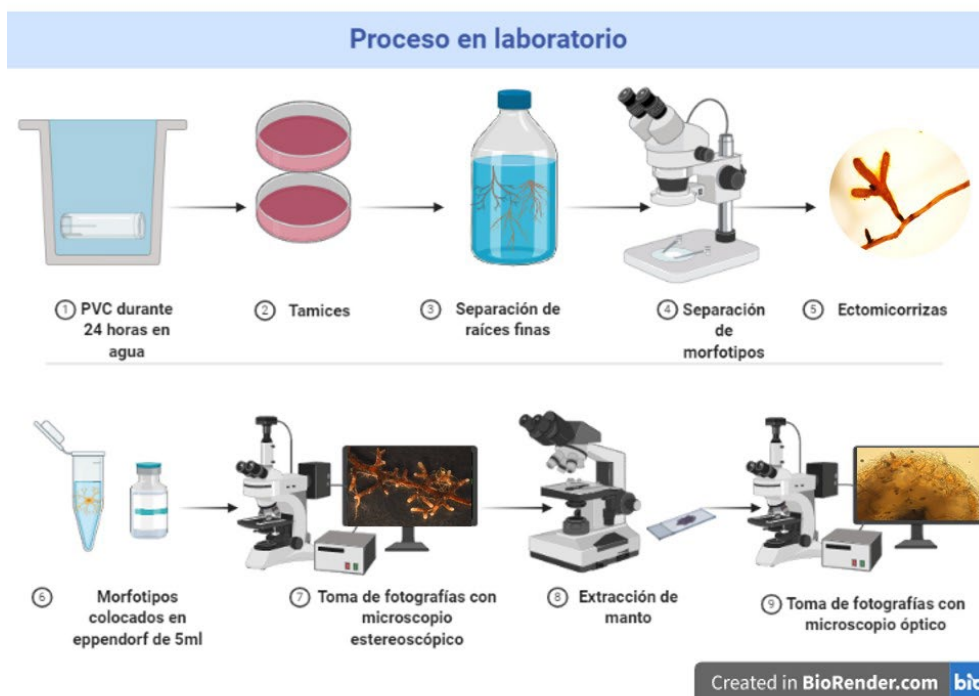 Proceso en laboratorio
1 PVC durante
24 horas en
agua
2 Tamices
3 Separación de
raíces finas
4 Separación
de
morfotipos
5 Ectomicorrizas
6 Morfotipos
colocados en
eppendorf de 5ml
7 Toma de fotografías con
microscopio
estereoscópico
8 Extracción de
manto
9 Toma de fotografías con
microscopio óptico
Created in BioRender.com bio